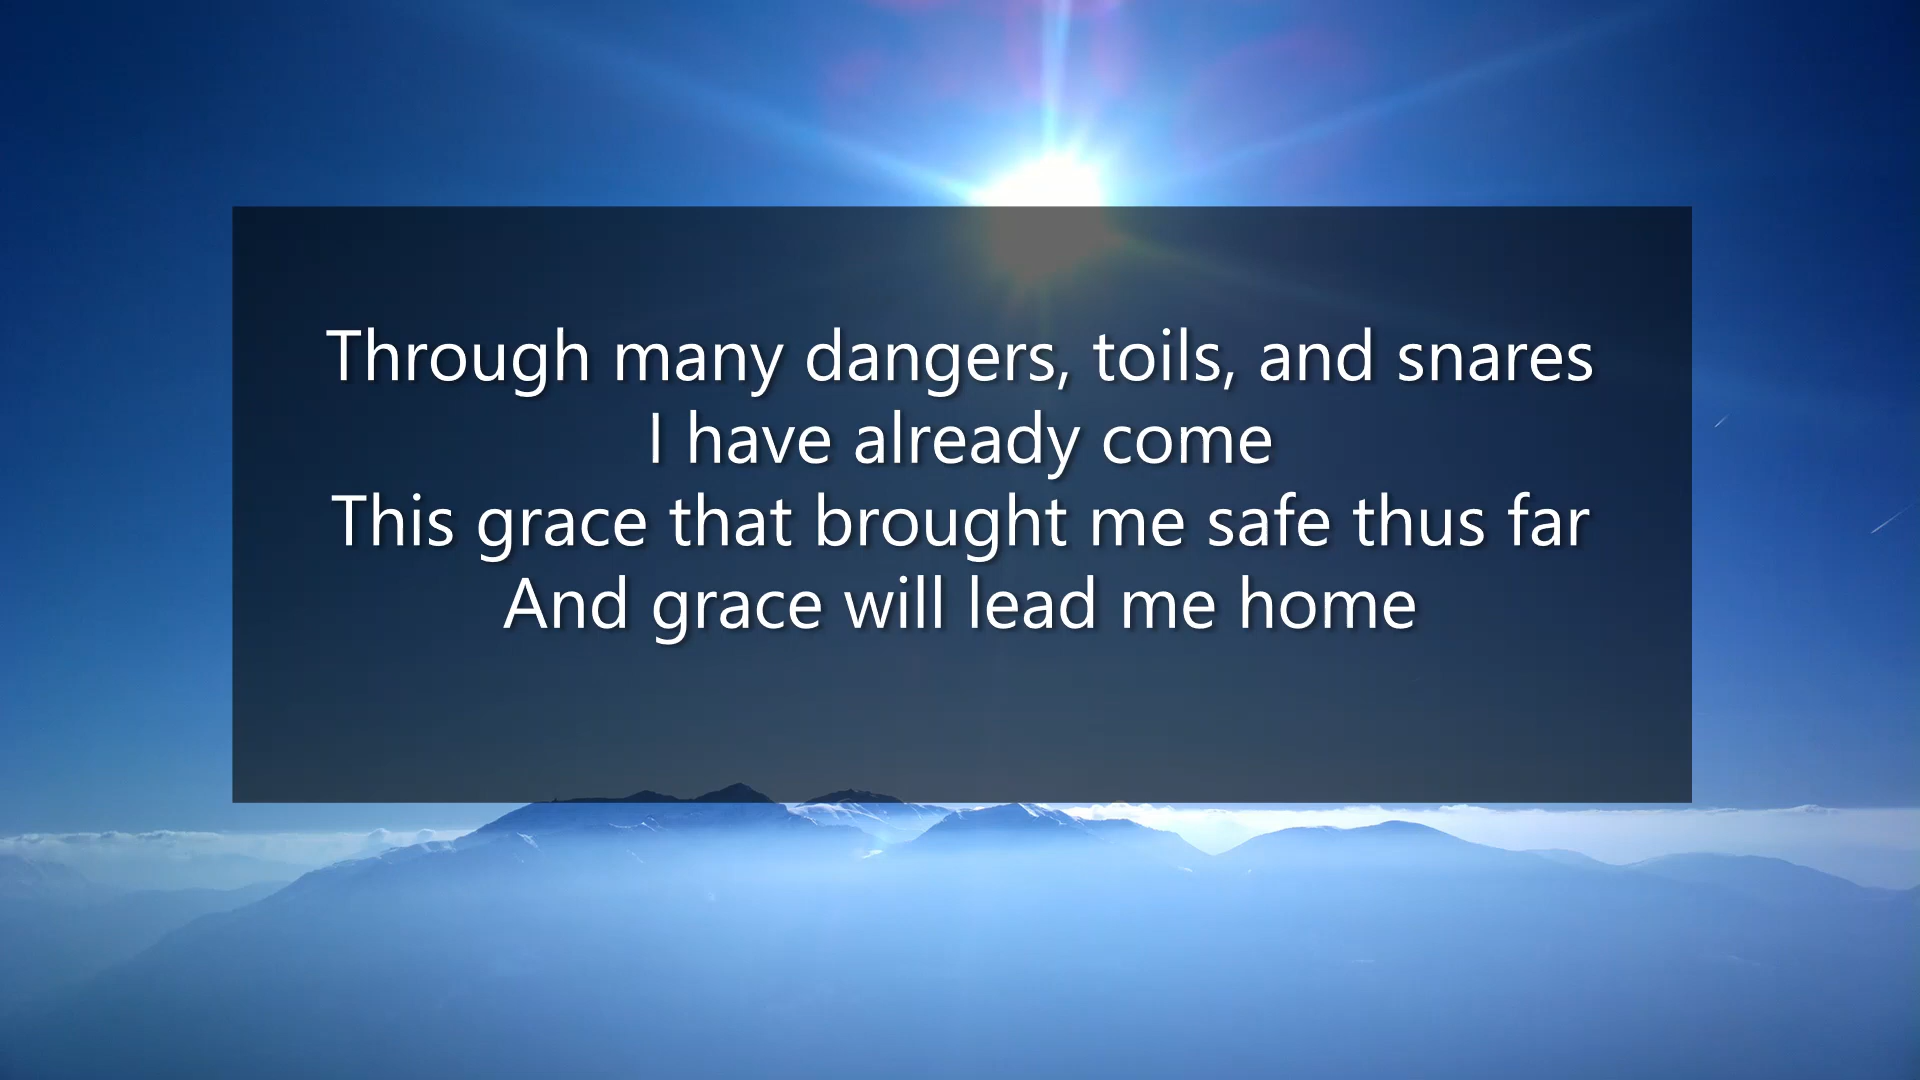 Through many dangers, toils, and snares
I have already come
This grace that brought me safe thus far
And grace will lead me home